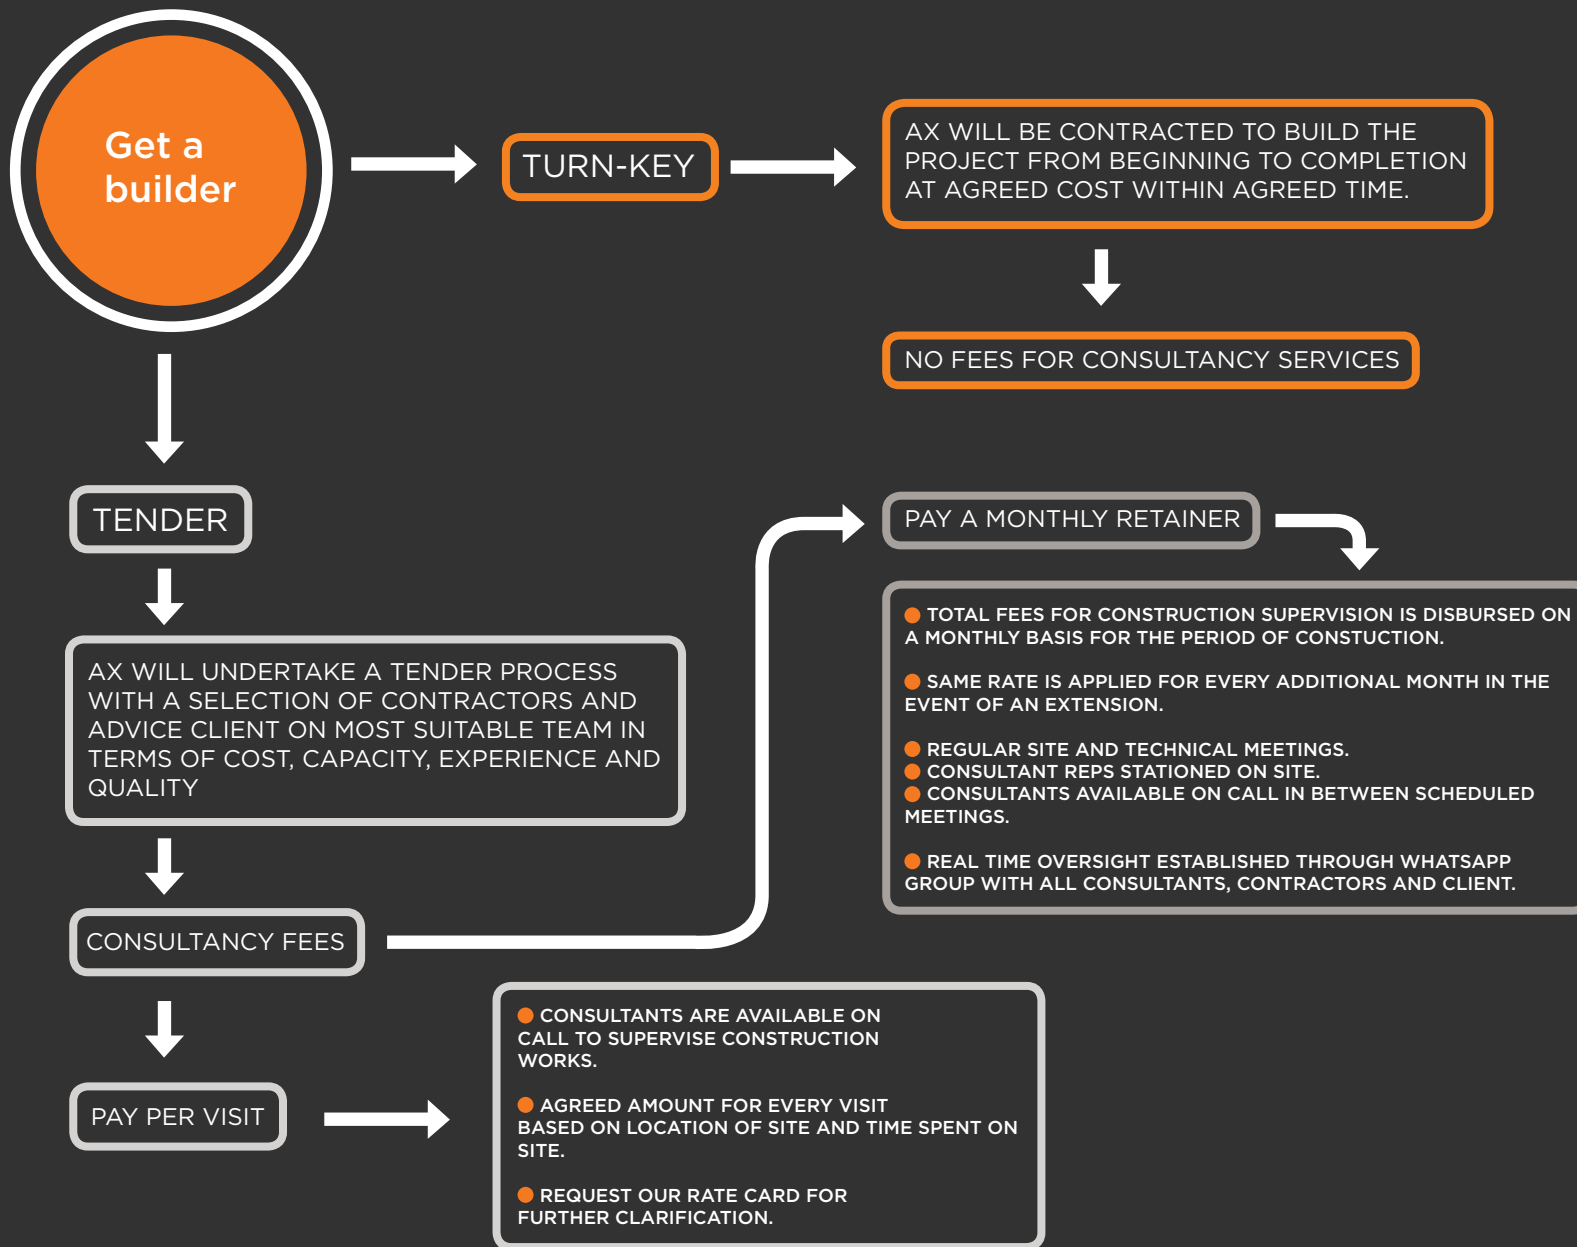 Get a
builder
TURN-KEY
AX WILL BE CONTRACTED TO BUILD THE
PROJECT FROM BEGINNING TO COMPLETION
AT AGREED COST WITHIN AGREED TIME.
NO FEES FOR CONSULTANCY SERVICES
TENDER
AX WILL UNDERTAKE A TENDER PROCESS
WITH A SELECTION OF CONTRACTORS AND
ADVICE CLIENT ON MOST SUITABLE TEAM IN
TERMS OF COST, CAPACITY, EXPERIENCE AND
QUALITY
CONSULTANCY FEES
PAY A MONTHLY RETAINER
● TOTAL FEES FOR CONSTRUCTION SUPERVISION IS DISBURSED ON
A MONTHLY BASIS FOR THE PERIOD OF CONSTUCTION.
● SAME RATE IS APPLIED FOR EVERY ADDITIONAL MONTH IN THE
EVENT OF AN EXTENSION.
● REGULAR SITE AND TECHNICAL MEETINGS.
● CONSULTANT REPS STATIONED ON SITE.
● CONSULTANTS AVAILABLE ON CALL IN BETWEEN SCHEDULED
MEETINGS.
● REAL TIME OVERSIGHT ESTABLISHED THROUGH WHATSAPP
GROUP WITH ALL CONSULTANTS, CONTRACTORS AND CLIENT.
PAY PER VISIT
● CONSULTANTS ARE AVAILABLE ON
CALL TO SUPERVISE CONSTRUCTION
WORKS.
● AGREED AMOUNT FOR EVERY VISIT
BASED ON LOCATION OF SITE AND TIME SPENT ON
SITE.
● REQUEST OUR RATE CARD FOR
FURTHER CLARIFICATION.